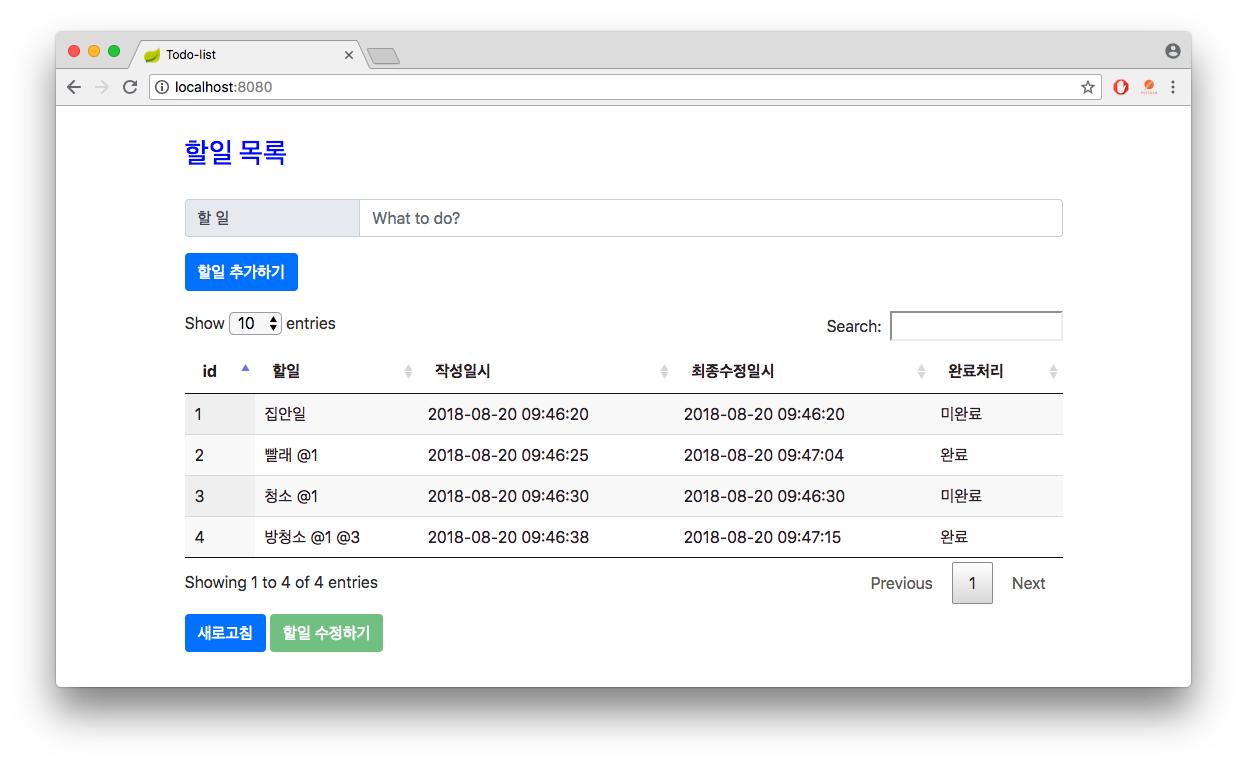 Todo-list
localhost:8080
할일 목록
할 일 What to do?
할일 추가하기
Show 10 entries Search:
id 할일 작성일시 최종수정일시 완료처리
1 집안일 2018-08-20 09:46:20 2018-08-20 09:46:20 미완료
2 빨래 @1 2018-08-20 09:46:25 2018-08-20 09:47:04 완료
3 청소 @1 2018-08-20 09:46:30 2018-08-20 09:46:30 미완료
4 방청소 @1 @3 2018-08-20 09:46:38 2018-08-20 09:47:15 완료
Showing 1 to 4 of 4 entries Previous 1 Next
새로고침 할일 수정하기